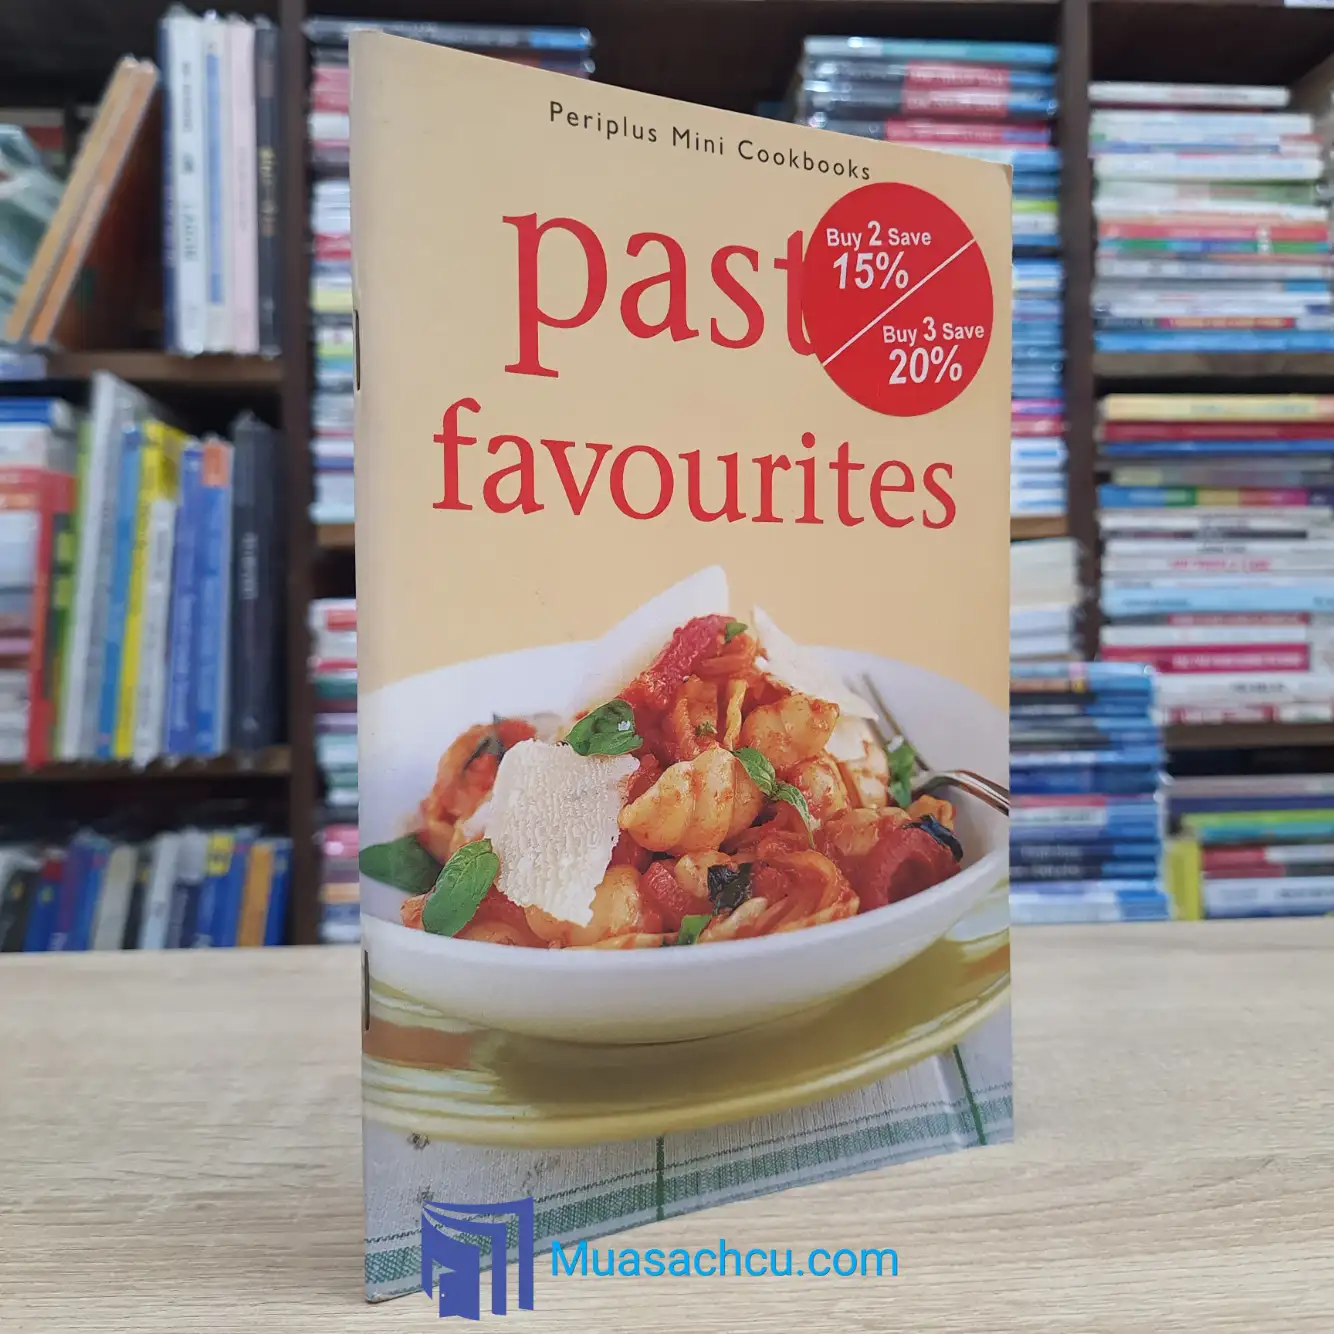 Periplus Mini Cookbooks
past
favourites
Buy 2 Save
15%
Buy 3 Save
20%
Muasachcu.com